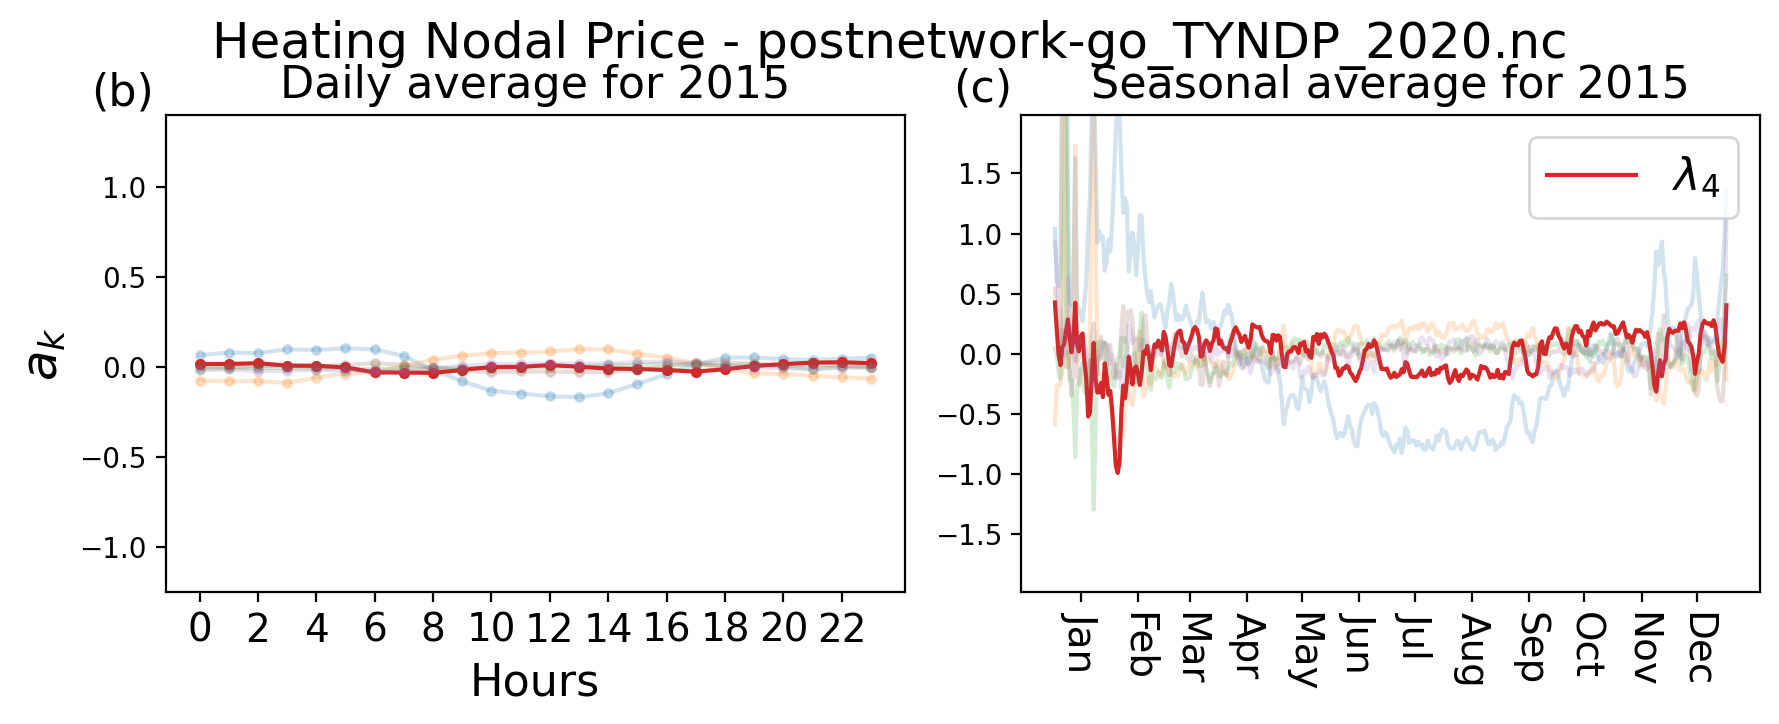 Heating Nodal Price - postnetwork-go_TYNDP_2020.nc
(b)
Daily average for 2015
1.0
0.5
0.0
−0.5
−1.0
a_k
0 2 4 6 8 10 12 14 16 18 20 22
Hours
(c)
Seasonal average for 2015
λ_4
1.5
1.0
0.5
0.0
−0.5
−1.0
−1.5
Jan Feb Mar Apr May Jun Jul Aug Sep Oct Nov Dec